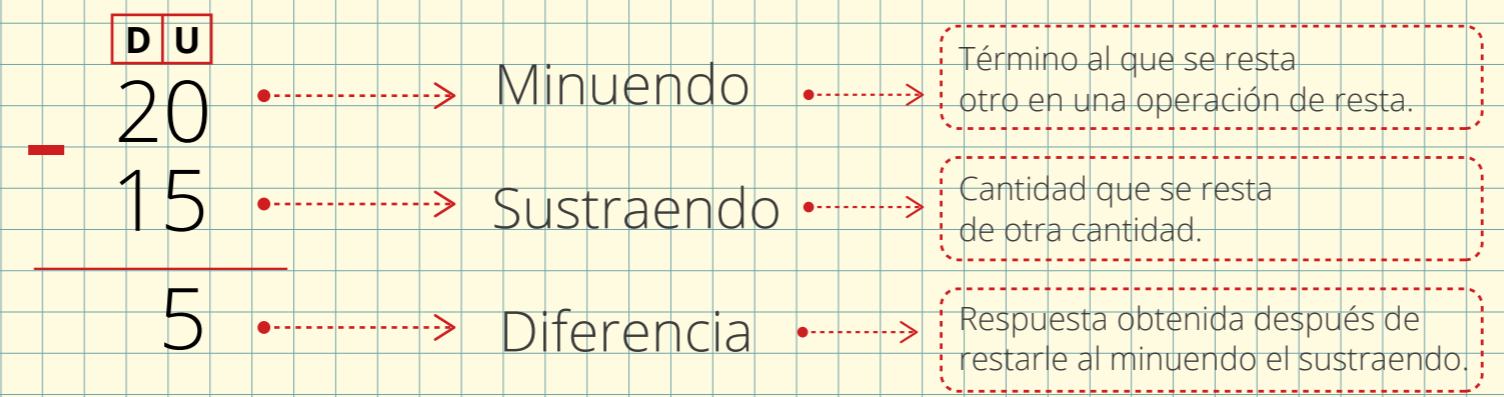 D U
20
Minuendo
Término al que se resta
otro en una operación de resta.
-
15
Sustraendo
Cantidad que se resta
de otra cantidad.
5
Diferencia
Respuesta obtenida después de
restarle al minuendo el sustraendo.